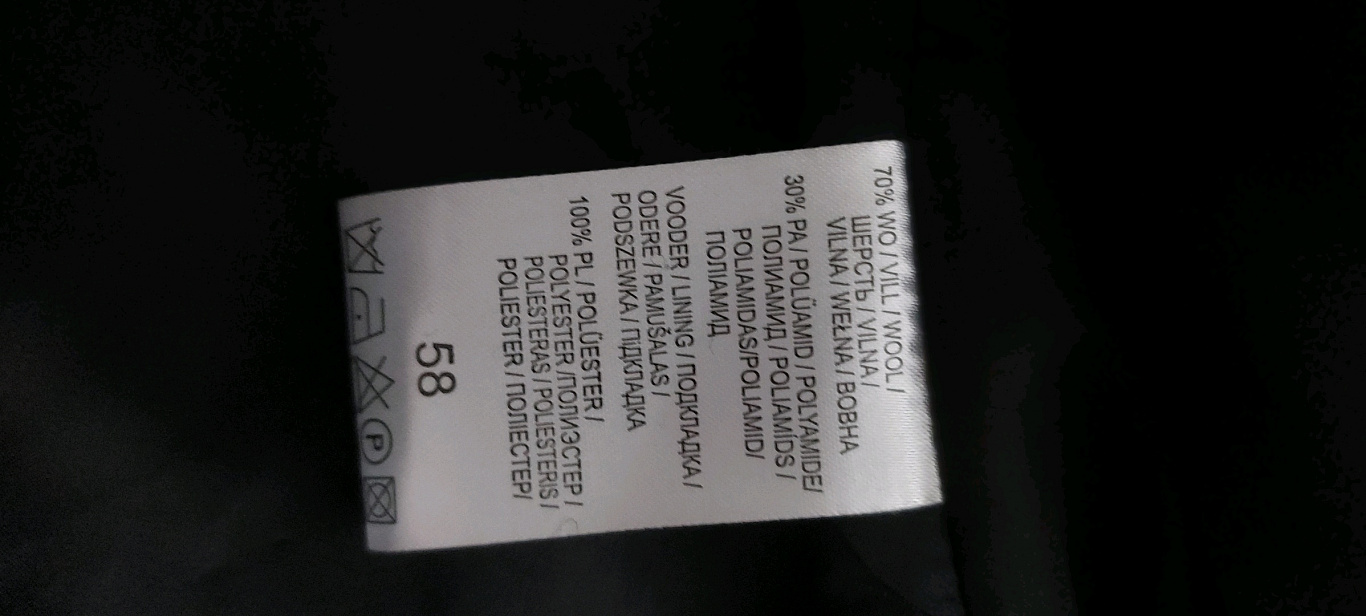 70% WO / VILL / WOOL /
ШЕРСТЬ / VILNA /
VILNA / WEŁNA / ВОВНА
30% PA / POLÜAMID / POLYAMIDE/
ПОЛИАМИД / POLIAMĪDS /
POLIAMIDAS/POLIAMID/
ПОЛІАМИД
VOODER / LINING / ПОДКЛАДКА /
ODERE / PAMUŠALAS /
PODSZEWKA / ПІДКЛАДКА
100% PL / POLÜESTER /
POLYESTER /ПОЛИЭСТЕР /
POLIESTERAS / POLIESTERIS /
POLIESTER / ПОЛІЕСТЕР/
58
P